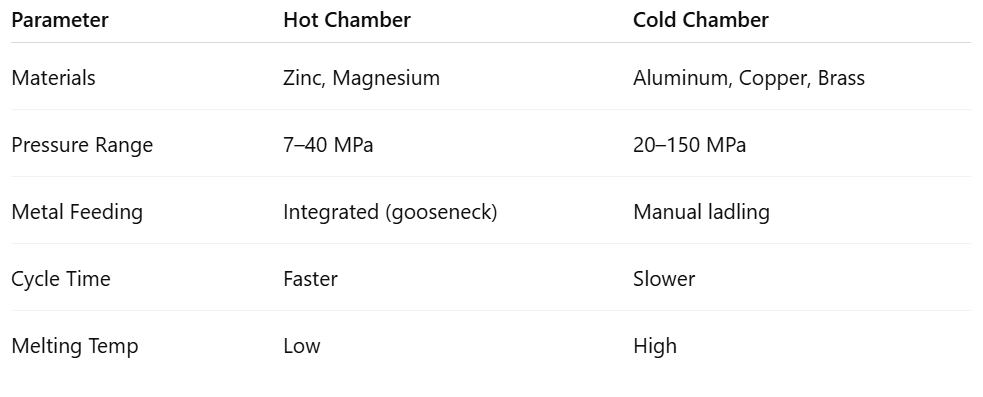 Parameter Hot Chamber Cold Chamber
Materials Zinc, Magnesium Aluminum, Copper, Brass
Pressure Range 7–40 MPa 20–150 MPa
Metal Feeding Integrated (gooseneck) Manual ladling
Cycle Time Faster Slower
Melting Temp Low High